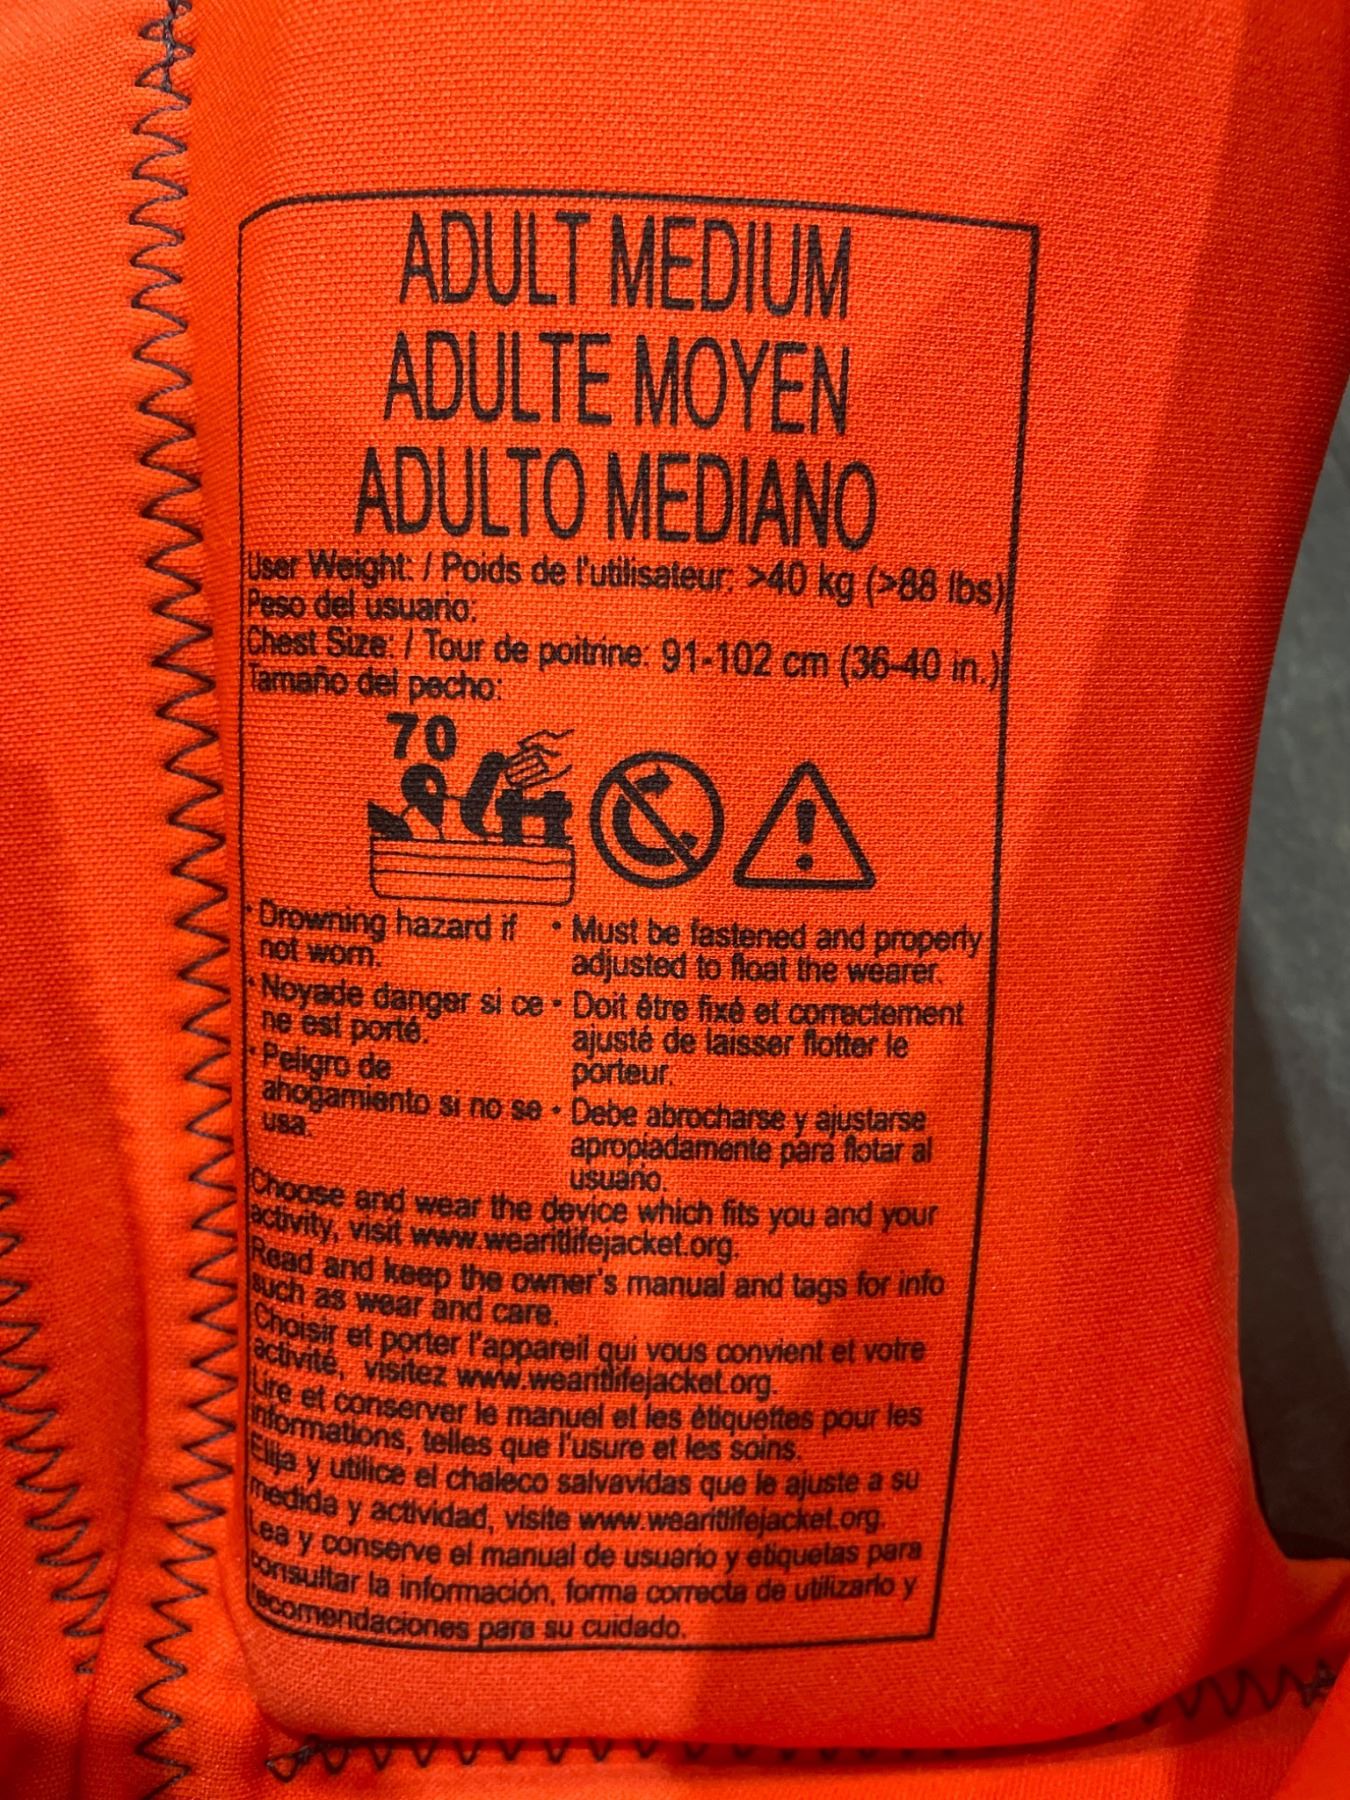 ADULT MEDIUM
ADULTE MOYEN
ADULTO MEDIANO
User Weight: / Poids de l'utilisateur: >40 kg (>88 lbs)
Peso del usuario:
Chest Size: / Tour de poitrine: 91-102 cm (36-40 in.)
Tamaño del pecho:
70
• Drowning hazard if
not worn.
• Noyade danger si ce
ne est porté.
• Peligro de
ahogamiento si no se
usa.
• Must be fastened and properly
adjusted to float the wearer.
• Doit être fixé et correctement
ajusté de laisser flotter le
porteur.
• Debe abrocharse y ajustarse
apropiadamente para flotar al
usuario.
Choose and wear the device which fits you and your
activity, visit www.wearitlifejacket.org.
Read and keep the owner's manual and tags for info
such as wear and care.
Choisir et porter l'appareil qui vous convient et votre
activité, visitez www.wearitlifejacket.org.
Lire et conserver le manuel et les étiquettes pour les
informations, telles que l'usure et les soins.
Elija y utilice el chaleco salvavidas que le ajuste a su
medida y actividad, visite www.wearitlifejacket.org.
Lea y conserve el manual de usuario y etiquetas para
consultar la información, forma correcta de utilizarlo y
recomendaciones para su cuidado.